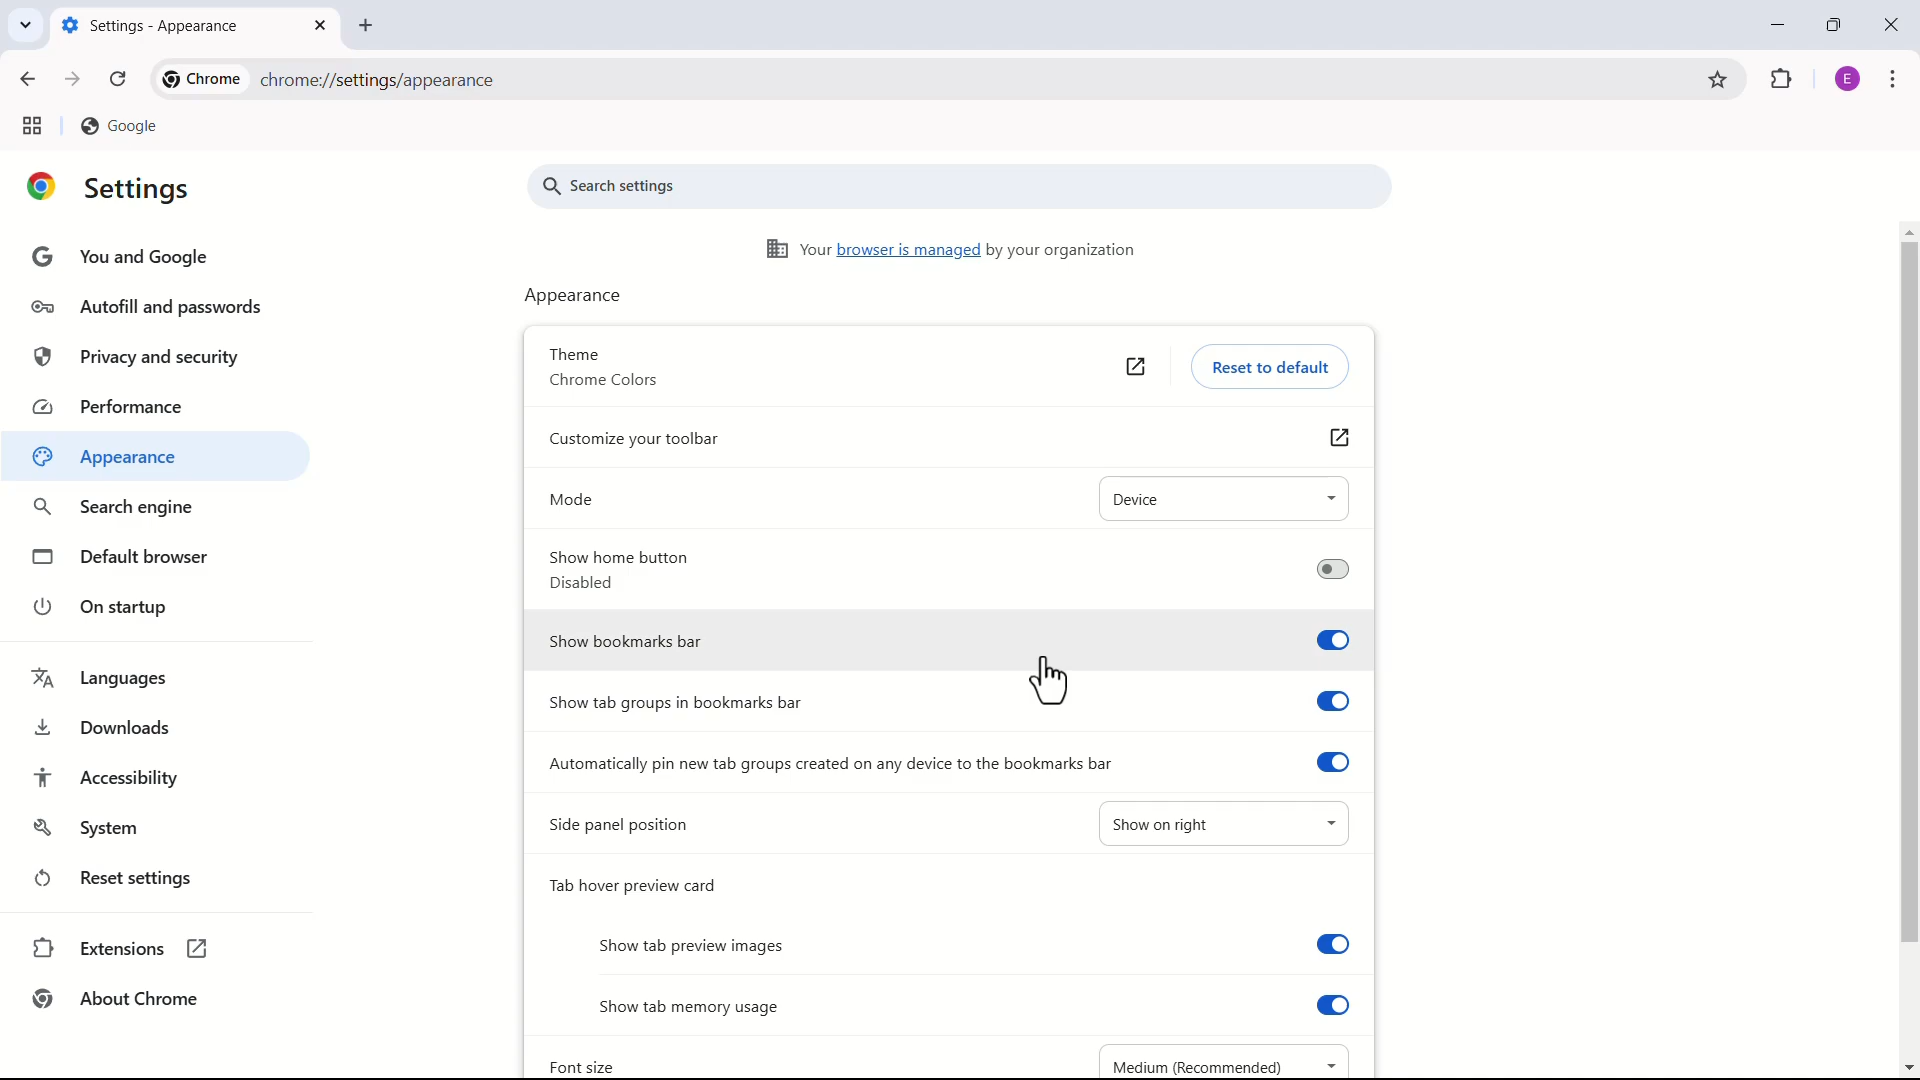 Settings - Appearance
Chrome
chrome://settings/appearance
E
Google
Settings
Search settings
You and Google
Autofill and passwords
Privacy and security
Performance
Appearance
Search engine
Default browser
On startup
Languages
Downloads
Accessibility
System
Reset settings
Extensions
About Chrome
Your browser is managed by your organization
Appearance
Theme
Chrome Colors
Reset to default
Customize your toolbar
Mode
Device
Show home button
Disabled
Show bookmarks bar
Show tab groups in bookmarks bar
Automatically pin new tab groups created on any device to the bookmarks bar
Side panel position
Show on right
Tab hover preview card
Show tab preview images
Show tab memory usage
Font size
Medium (Recommended)